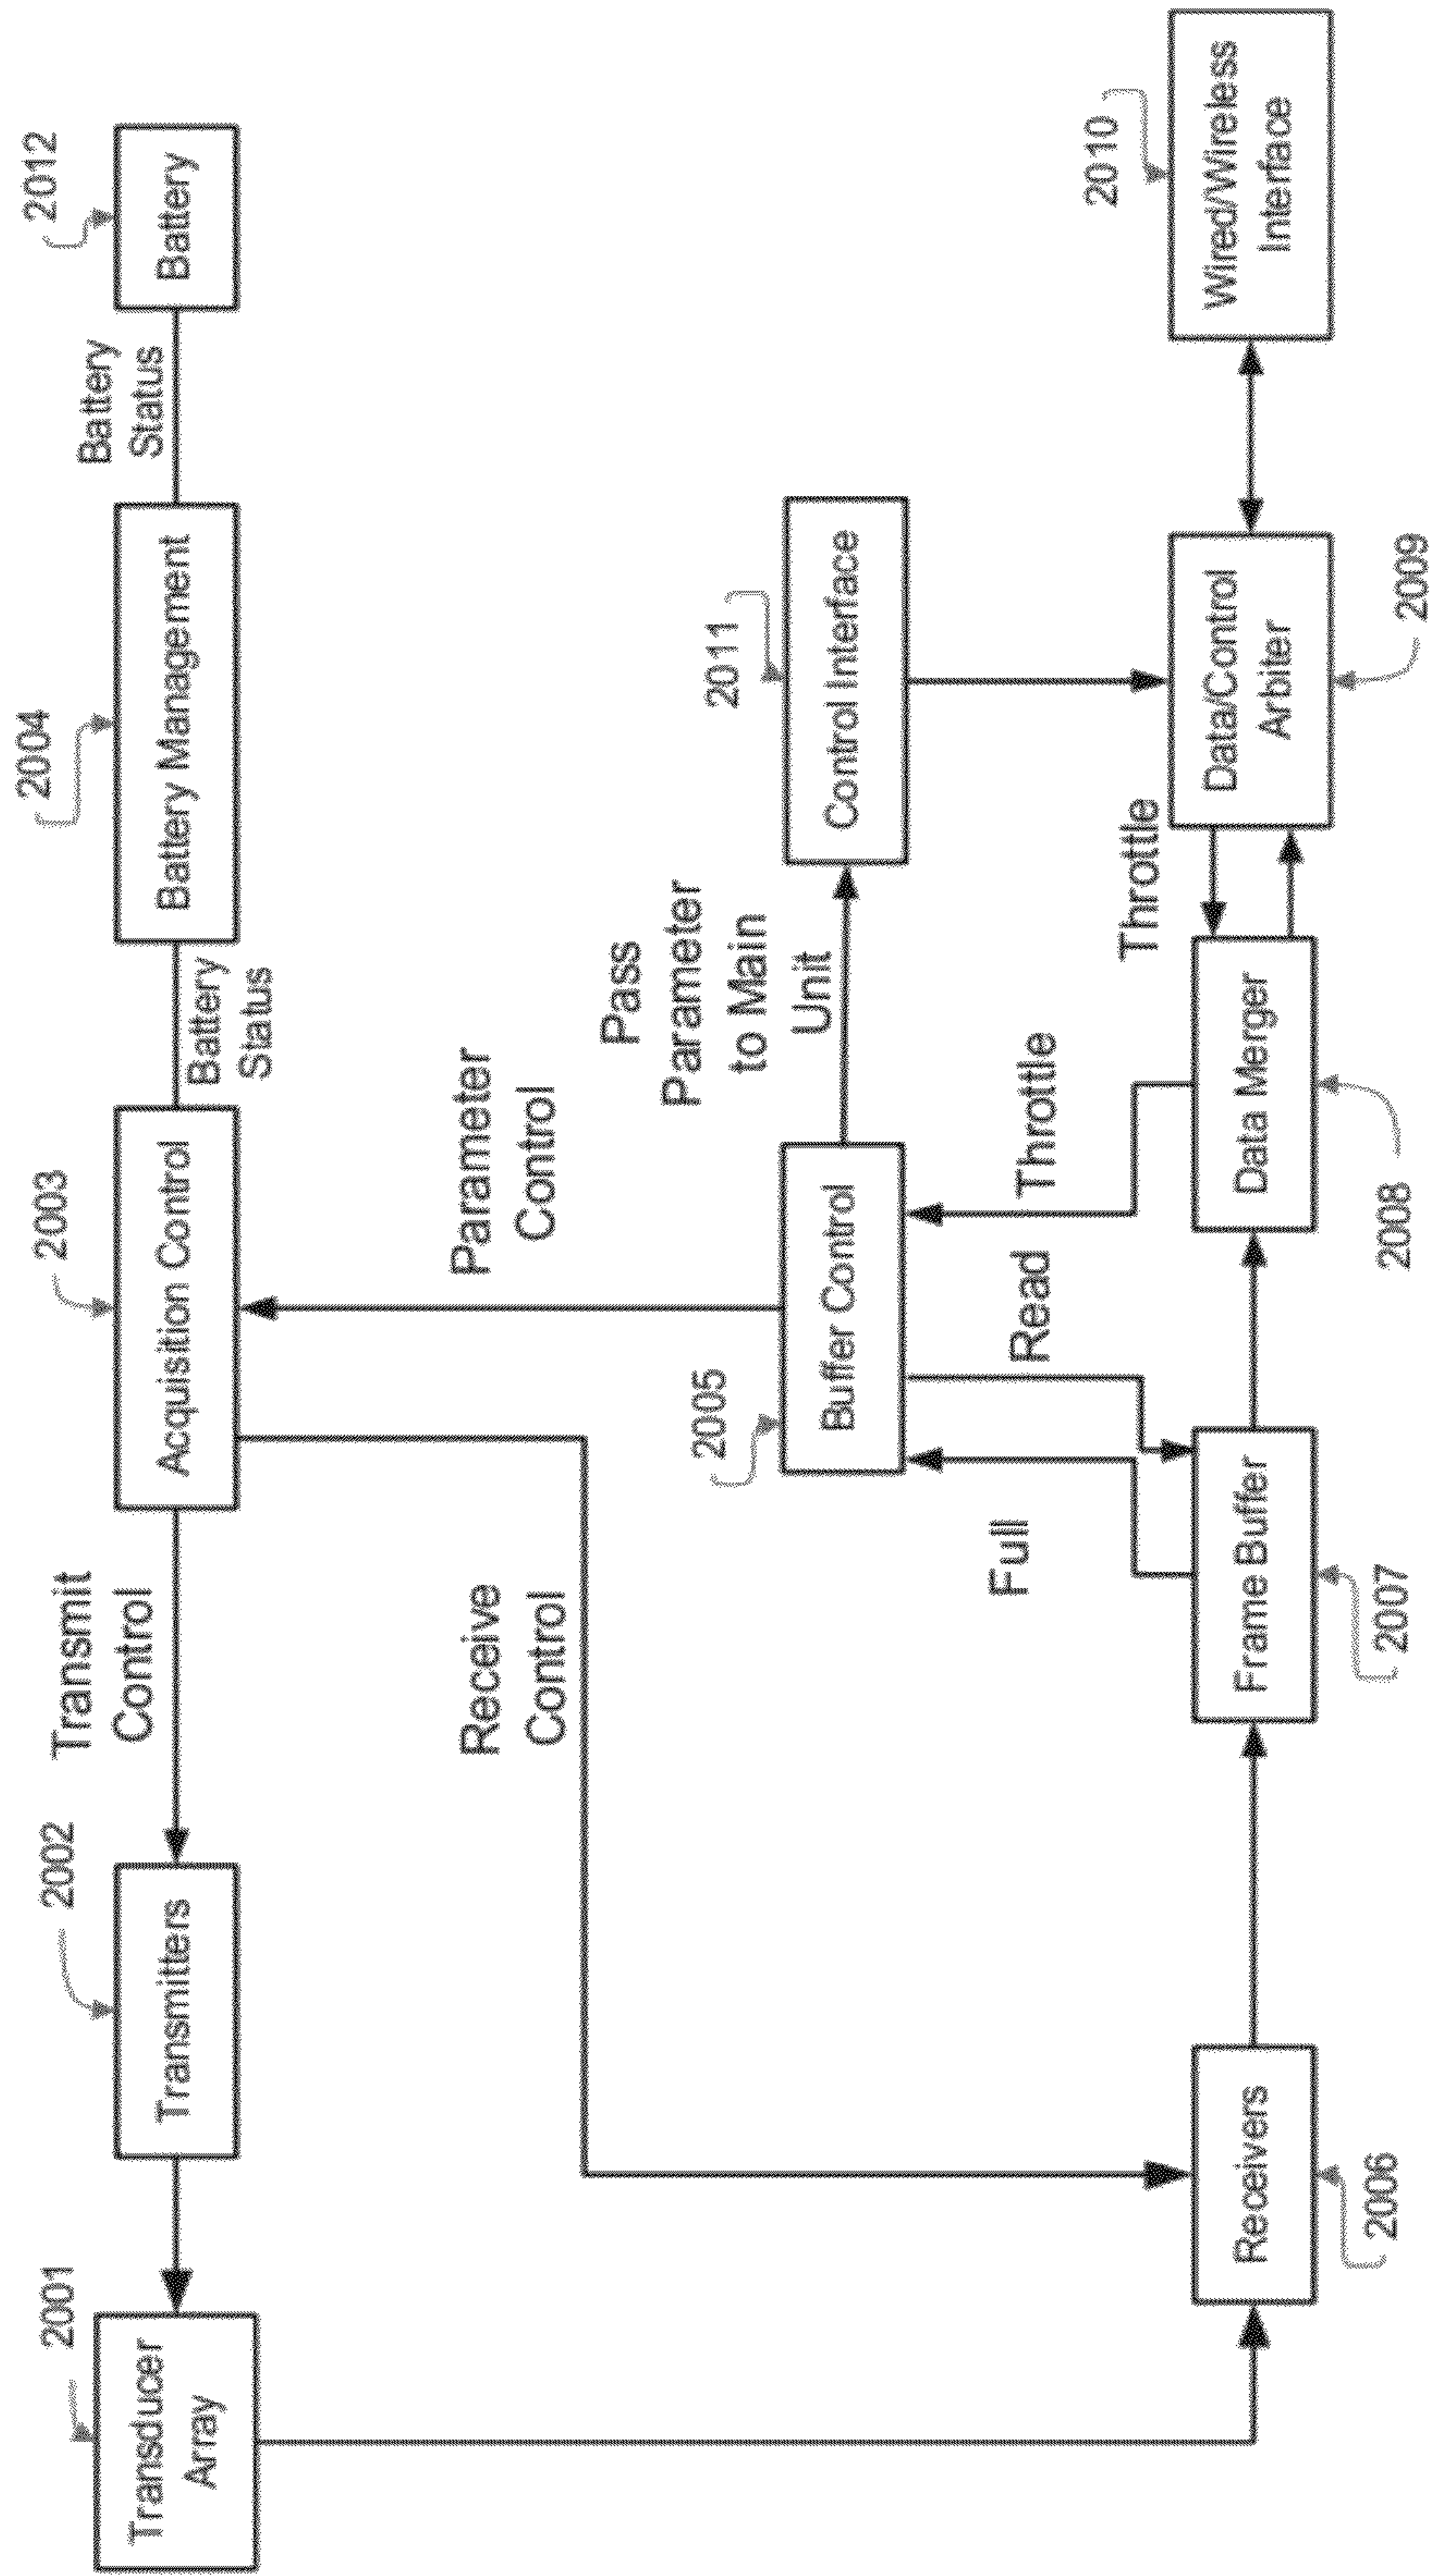 2001
Transducer
Array
2002
Transmitters
Transmit
Control
2003
Acquisition Control
Battery
Status
2004
Battery Management
Battery
Status
2012
Battery
Receive
Control
Parameter
Control
Pass
Parameter
to Main
Unit
2005
Buffer Control
2011
Control Interface
Full
Read
Throttle
Throttle
2010
Receivers
2006
Frame Buffer
2007
Data Merger
2008
Data/Control
Arbiter
2009
Wired/Wireless
Interface